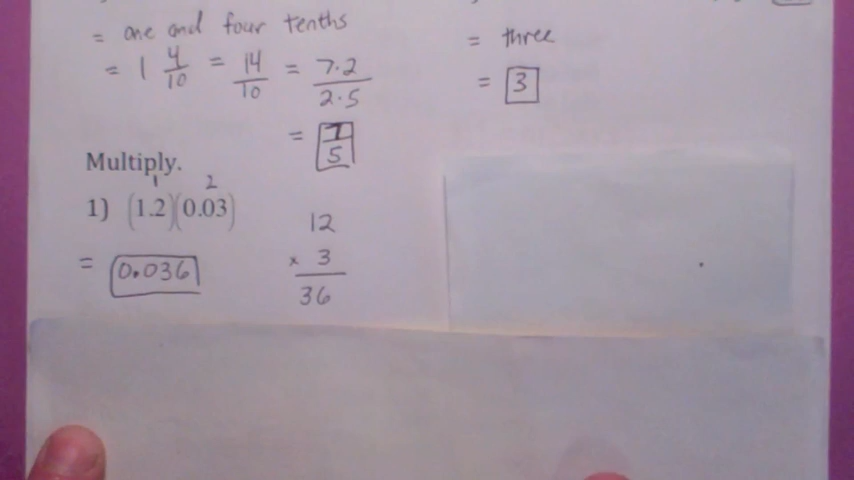 = one and four tenths
= 1 4/10 = 14/10 = 7·2/2·5
= 7/5
= three
= 3
Multiply.
1 2
1) (1.2)(0.03)
= 0.036
12
x 3
36